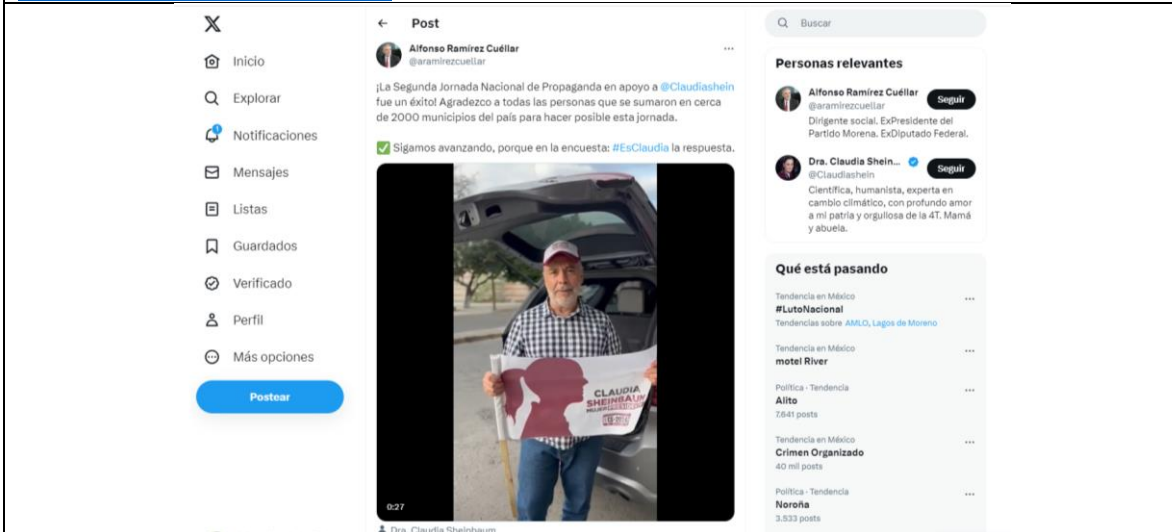 Post
Buscar
Inicio
Explorar
Notificaciones
Mensajes
Listas
Guardados
Verificado
Perfil
Más opciones
Postear
Alfonso Ramírez Cuéllar
@aramirezcuellar
¡La Segunda Jornada Nacional de Propaganda en apoyo a @Claudiashein
fue un éxito! Agradezco a todas las personas que se sumaron en cerca
de 2000 municipios del país para hacer posible esta jornada.
✅ Sigamos avanzando, porque en la encuesta: #EsClaudia la respuesta.
CLAUDIA
SHEINBAUM
0:27
Dra. Claudia Sheinbaum
Personas relevantes
Alfonso Ramírez Cuéllar
@aramirezcuellar
Seguir
Dirigente social. ExPresidente del
Partido Morena. ExDiputado Federal.
Dra. Claudia Shein...
@Claudiashein
Seguir
Científica, humanista, experta en
cambio climático, con profundo amor
a mi patria y orgullosa de la 4T. Mamá
y abuela.
Qué está pasando
Tendencia en México
#LutoNacional
Tendencias sobre AMLO, Lagos de Moreno
Tendencia en México
motel River
Política · Tendencia
Alito
7.641 posts
Tendencia en México
Crimen Organizado
40 mil posts
Política · Tendencia
Noroña
3.533 posts